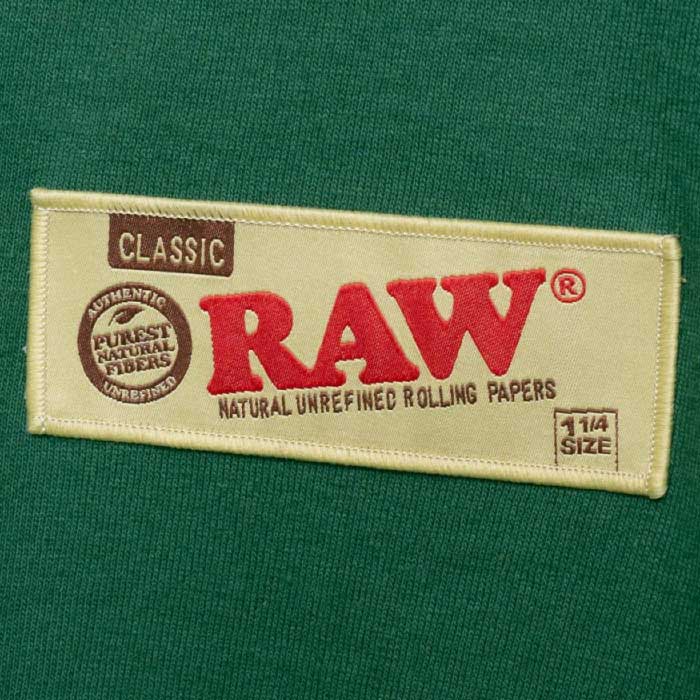 CLASSIC
AUTHENTIC
PUREST
NATURAL
FIBERS
UNREFINED
RAW®
NATURAL UNREFINED ROLLING PAPERS
1 1/4
SIZE